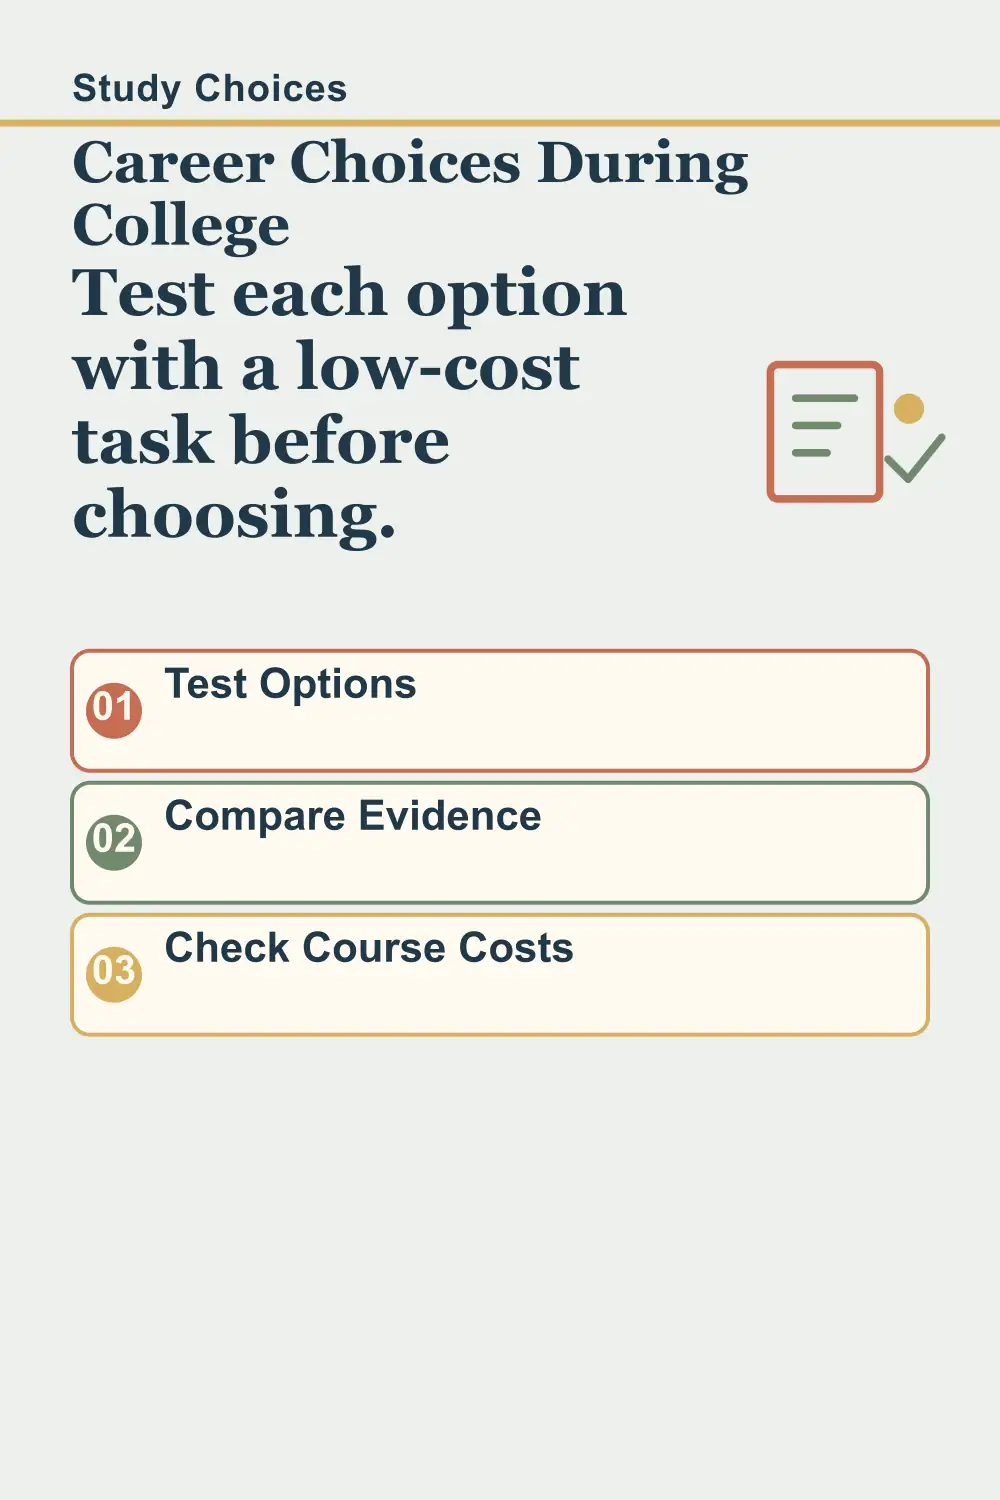 Study Choices
Career Choices During
College
Test each option
with a low-cost
task before
choosing.
01
Test Options
02
Compare Evidence
03
Check Course Costs